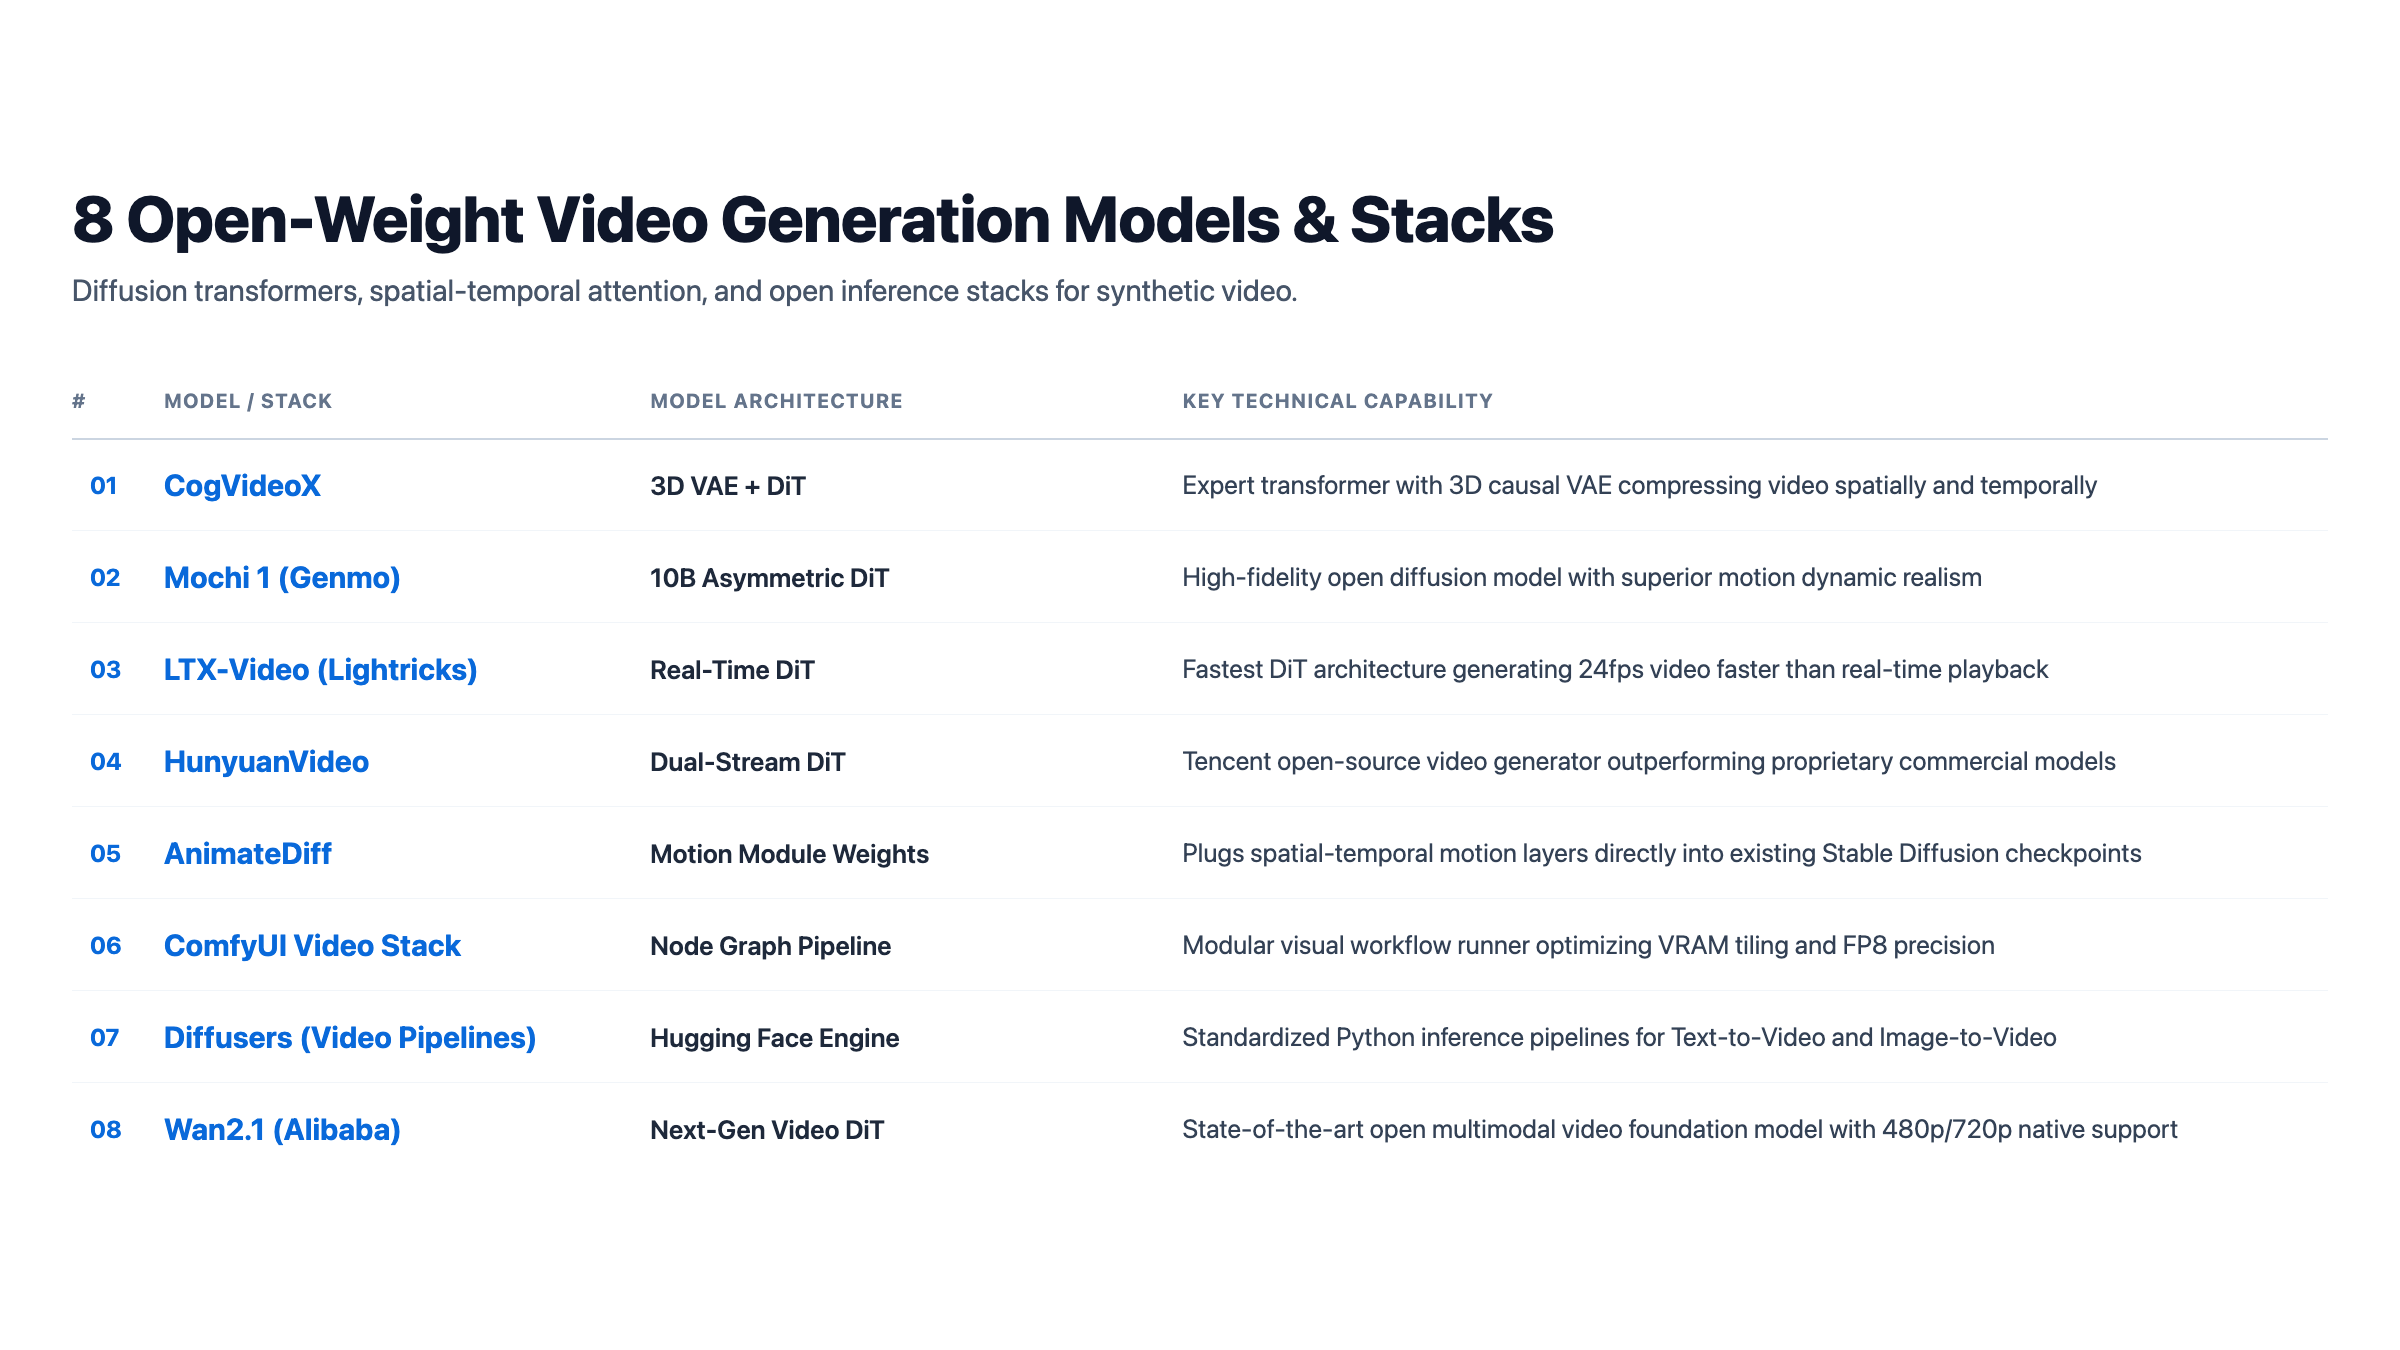 8 Open-Weight Video Generation Models & Stacks
Diffusion transformers, spatial-temporal attention, and open inference stacks for synthetic video.
# MODEL / STACK MODEL ARCHITECTURE KEY TECHNICAL CAPABILITY
01 CogVideoX 3D VAE + DiT Expert transformer with 3D causal VAE compressing video spatially and temporally
02 Mochi 1 (Genmo) 10B Asymmetric DiT High-fidelity open diffusion model with superior motion dynamic realism
03 LTX-Video (Lightricks) Real-Time DiT Fastest DiT architecture generating 24fps video faster than real-time playback
04 HunyuanVideo Dual-Stream DiT Tencent open-source video generator outperforming proprietary commercial models
05 AnimateDiff Motion Module Weights Plugs spatial-temporal motion layers directly into existing Stable Diffusion checkpoints
06 ComfyUI Video Stack Node Graph Pipeline Modular visual workflow runner optimizing VRAM tiling and FP8 precision
07 Diffusers (Video Pipelines) Hugging Face Engine Standardized Python inference pipelines for Text-to-Video and Image-to-Video
08 Wan2.1 (Alibaba) Next-Gen Video DiT State-of-the-art open multimodal video foundation model with 480p/720p native support